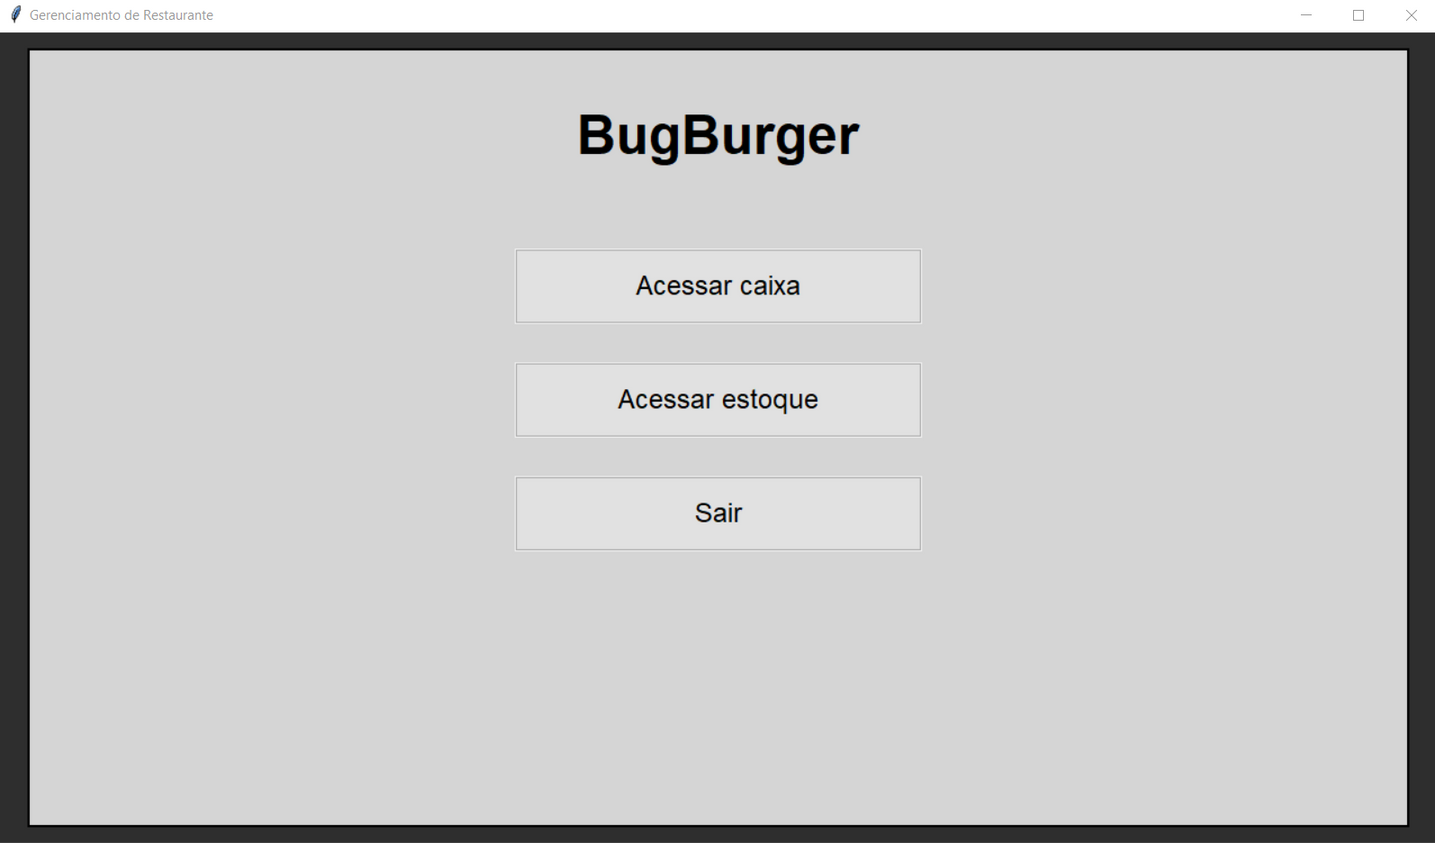 Gerenciamento de Restaurante
BugBurger
Acessar caixa
Acessar estoque
Sair